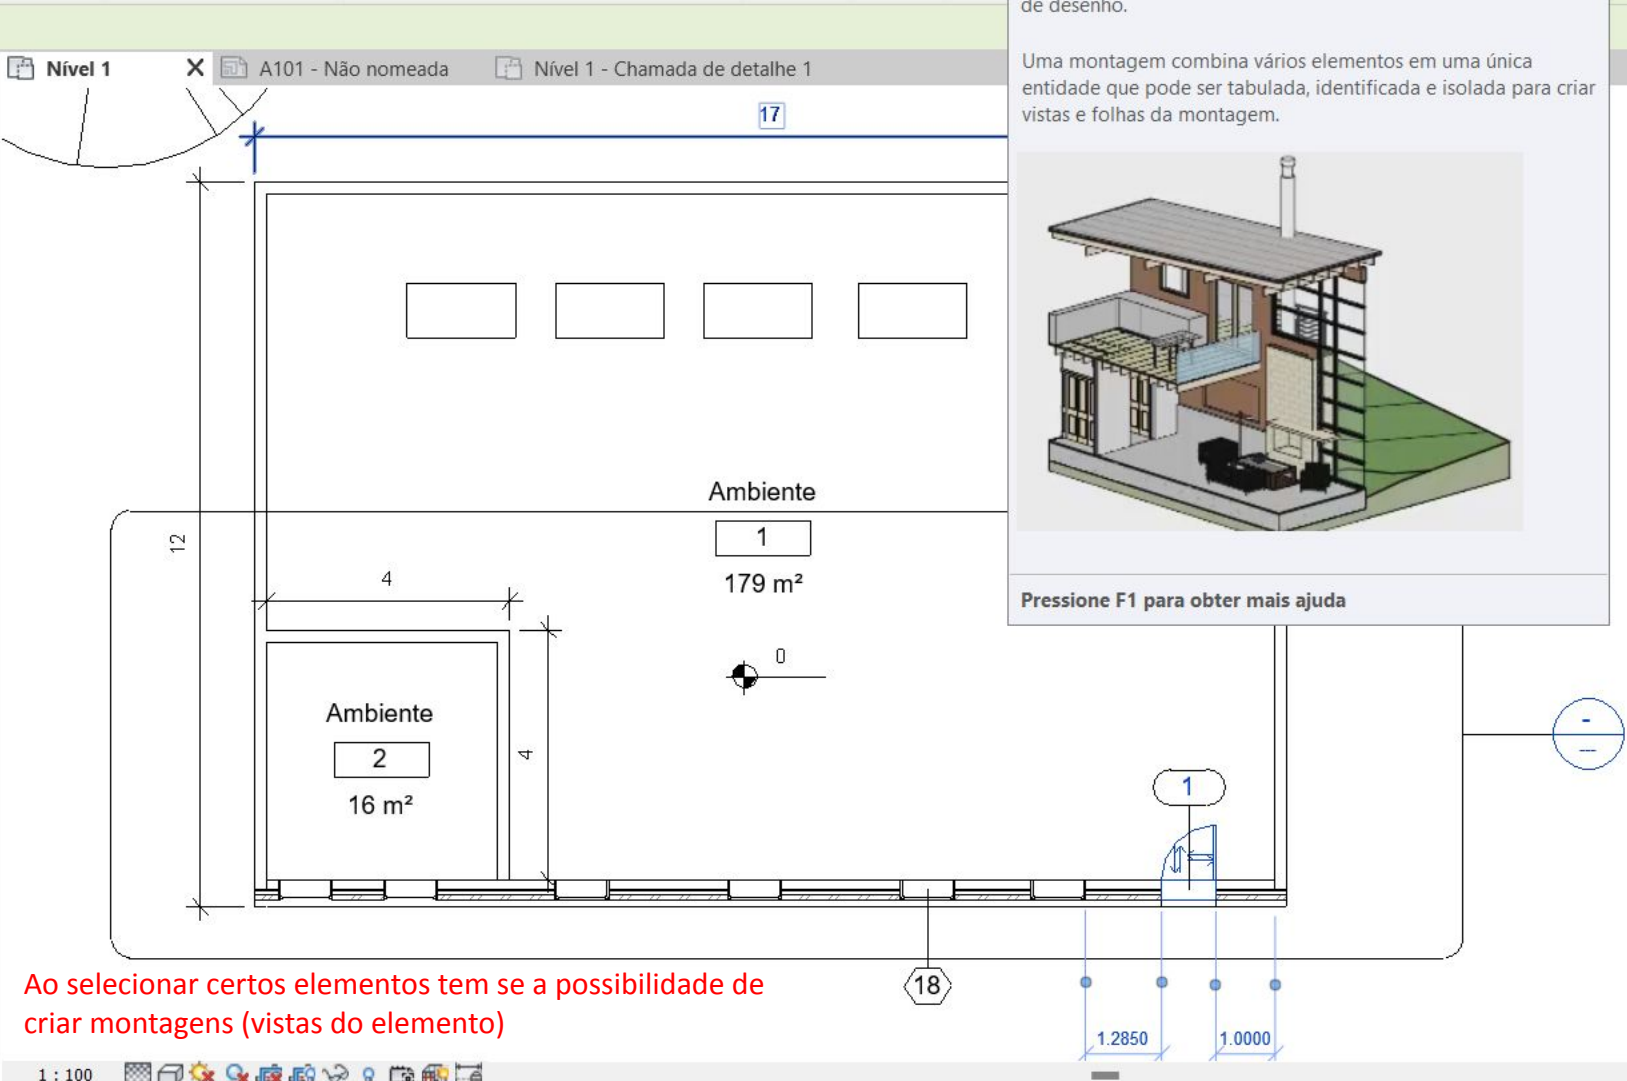 de desenho.
Uma montagem combina vários elementos em uma única
entidade que pode ser tabulada, identificada e isolada para criar
vistas e folhas da montagem.
Pressione F1 para obter mais ajuda
Nível 1
A101 - Não nomeada
Nível 1 - Chamada de detalhe 1
17
12
Ambiente
1
179 m²
4
4
0
Ambiente
2
16 m²
1
-
---
18
1.2850
1.0000
Ao selecionar certos elementos tem se a possibilidade de
criar montagens (vistas do elemento)
1 : 100